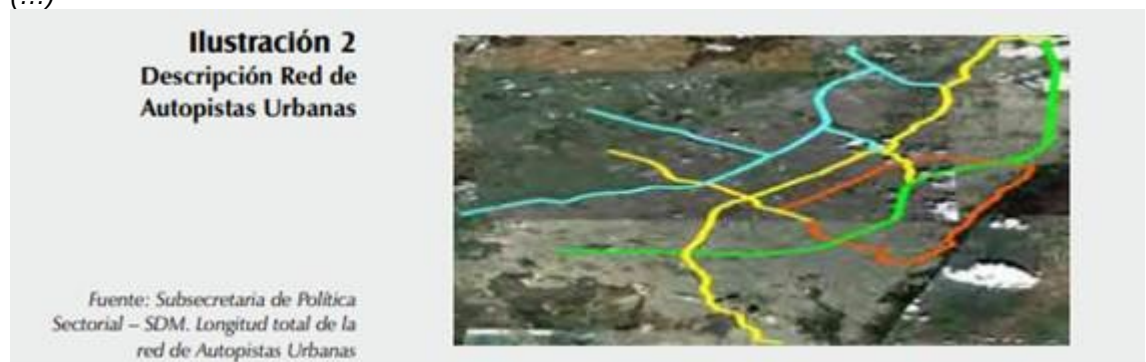 (…)
Ilustración 2
Descripción Red de
Autopistas Urbanas
Fuente: Subsecretaria de Política
Sectorial – SDM. Longitud total de la
red de Autopistas Urbanas